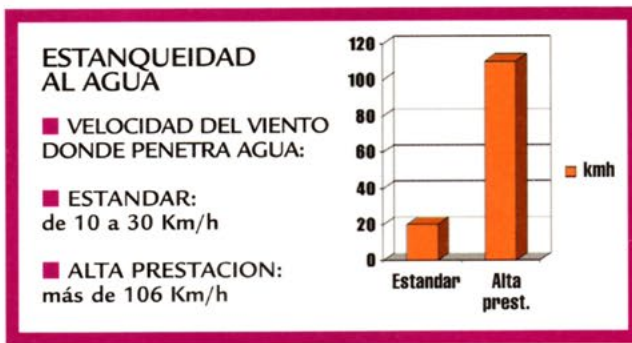 ESTANQUEIDAD
AL AGUA
VELOCIDAD DEL VIENTO
DONDE PENETRA AGUA:
ESTANDAR:
de 10 a 30 Km/h
ALTA PRESTACION:
más de 106 Km/h
120
100
80
60
40
20
0
Estandar
Alta
prest.
kmh